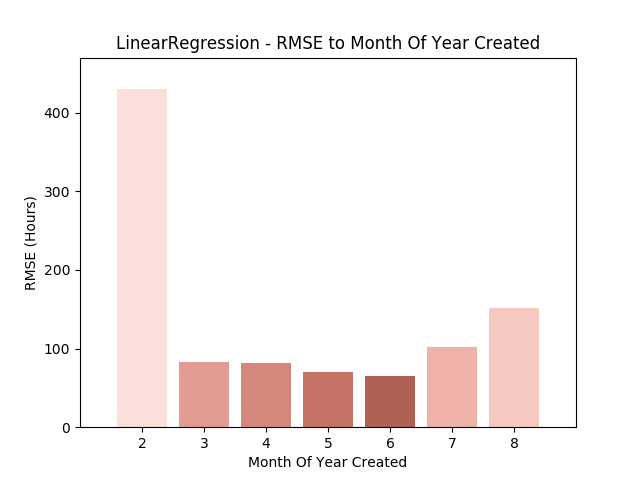 LinearRegression - RMSE to Month Of Year Created
RMSE (Hours)
400
300
200
100
0
2 3 4 5 6 7 8
Month Of Year Created